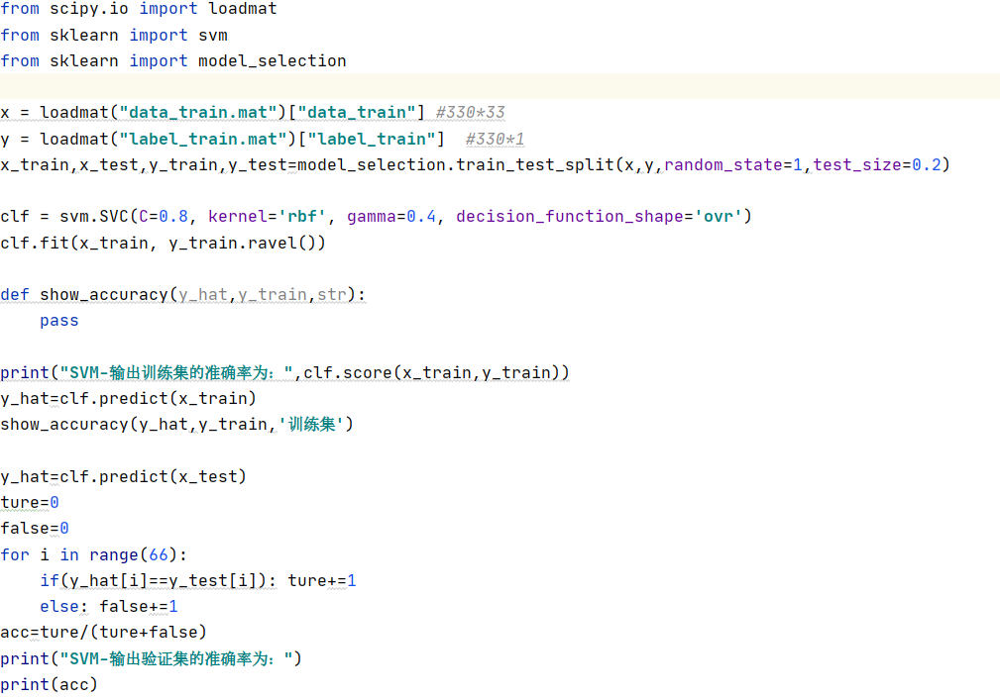 from scipy.io import loadmat
from sklearn import svm
from sklearn import model_selection
x = loadmat("data_train.mat")["data_train"] #330*33
y = loadmat("label_train.mat")["label_train"]  #330*1
x_train,x_test,y_train,y_test=model_selection.train_test_split(x,y,random_state=1,test_size=0.2)
clf = svm.SVC(C=0.8, kernel='rbf', gamma=0.4, decision_function_shape='ovr')
clf.fit(x_train, y_train.ravel())
def show_accuracy(y_hat,y_train,str):
    pass
print("SVM-输出训练集的准确率为：",clf.score(x_train,y_train))
y_hat=clf.predict(x_train)
show_accuracy(y_hat,y_train,'训练集')
y_hat=clf.predict(x_test)
ture=0
false=0
for i in range(66):
    if(y_hat[i]==y_test[i]): ture+=1
    else: false+=1
acc=ture/(ture+false)
print("SVM-输出验证集的准确率为：")
print(acc)